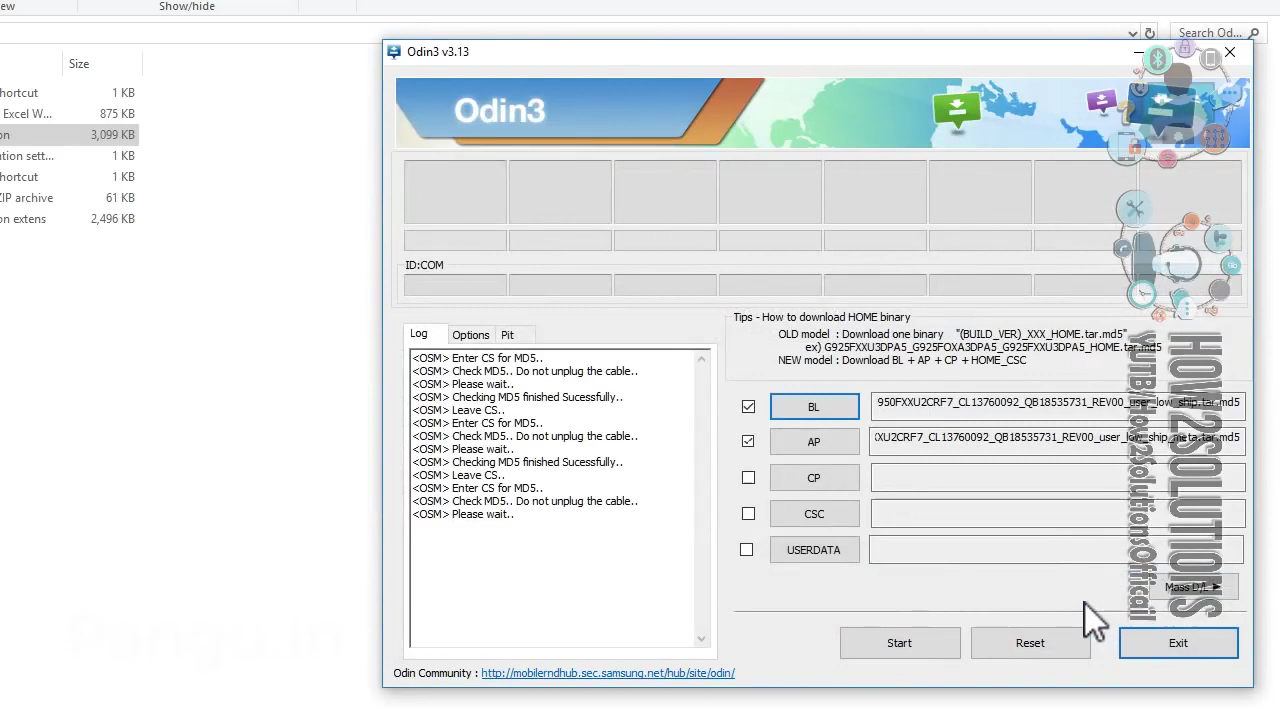 ew
Show/hide
Search Od...
Size
hortcut 1 KB
Excel W... 875 KB
on 3,099 KB
ation sett... 1 KB
hortcut 1 KB
ZIP archive 61 KB
on extens 2,496 KB
Odin3 v3.13
Odin3
ID:COM
Log Options Pit
<OSM> Enter CS for MD5..
<OSM> Check MD5.. Do not unplug the cable..
<OSM> Please wait..
<OSM> Checking MD5 finished Sucessfully..
<OSM> Leave CS..
<OSM> Enter CS for MD5..
<OSM> Check MD5.. Do not unplug the cable..
<OSM> Please wait..
<OSM> Checking MD5 finished Sucessfully..
<OSM> Leave CS..
<OSM> Enter CS for MD5..
<OSM> Check MD5.. Do not unplug the cable..
<OSM> Please wait..
Tips - How to download HOME binary
OLD model : Download one binary "(BUILD_VER)_XXX_HOME.tar.md5"
ex) G925FXXU3DPA5_G925FOXA3DPA5_G925FXXU3DPA5_HOME.tar.md5
NEW model : Download BL + AP + CP + HOME_CSC
BL 950FXXU2CRF7_CL13760092_QB18535731_REV00_user_low_ship.tar.md5
AP XU2CRF7_CL13760092_QB18535731_REV00_user_low_ship_meta.tar.md5
CP
CSC
USERDATA
Mass D/L
Start Reset Exit
Odin Community : http://mobilerndhub.sec.samsung.net/hub/site/odin/
HOW2SOLUTIONS
YUTB/How2SolutionsOfficail
Pangu.in